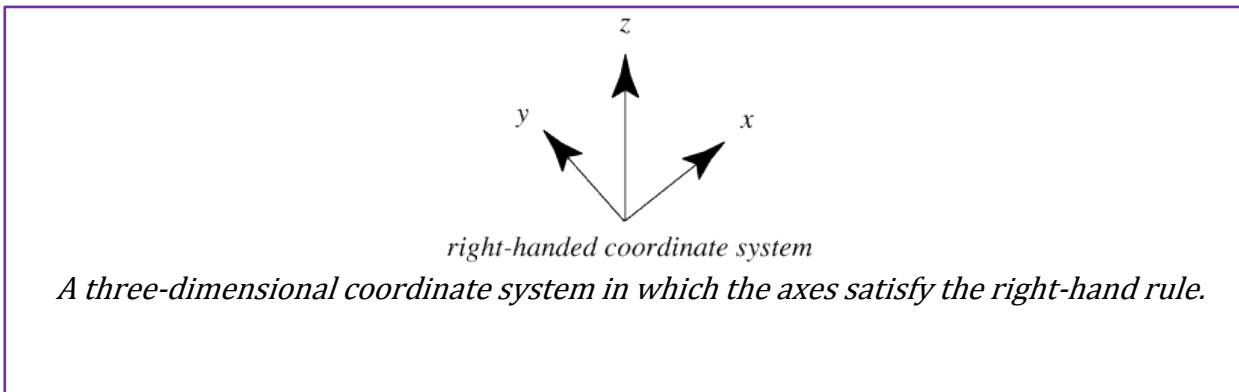 z
y
x
right-handed coordinate system
A three-dimensional coordinate system in which the axes satisfy the right-hand rule.